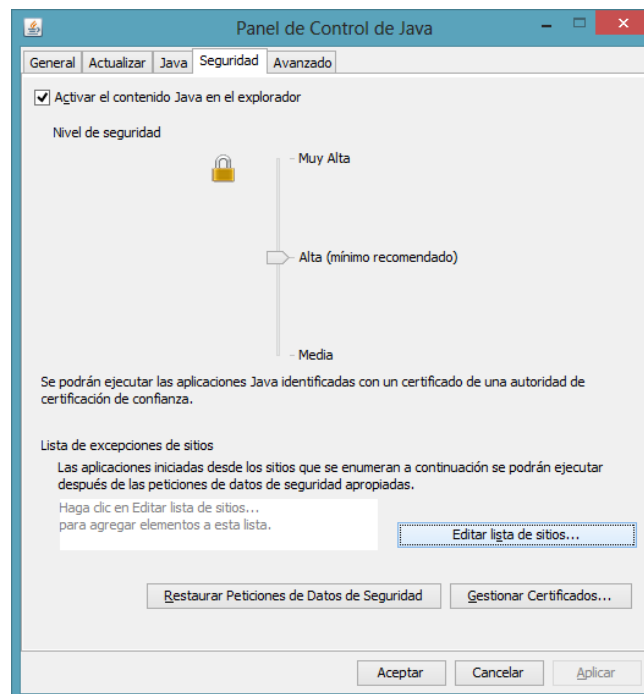 Panel de Control de Java
General Actualizar Java Seguridad Avanzado
Activar el contenido Java en el explorador
Nivel de seguridad
Muy Alta
Alta (mínimo recomendado)
Media
Se podrán ejecutar las aplicaciones Java identificadas con un certificado de una autoridad de
certificación de confianza.
Lista de excepciones de sitios
Las aplicaciones iniciadas desde los sitios que se enumeran a continuación se podrán ejecutar
después de las peticiones de datos de seguridad apropiadas.
Haga clic en Editar lista de sitios...
para agregar elementos a esta lista.
Editar lista de sitios...
Restaurar Peticiones de Datos de Seguridad Gestionar Certificados...
Aceptar Cancelar Aplicar